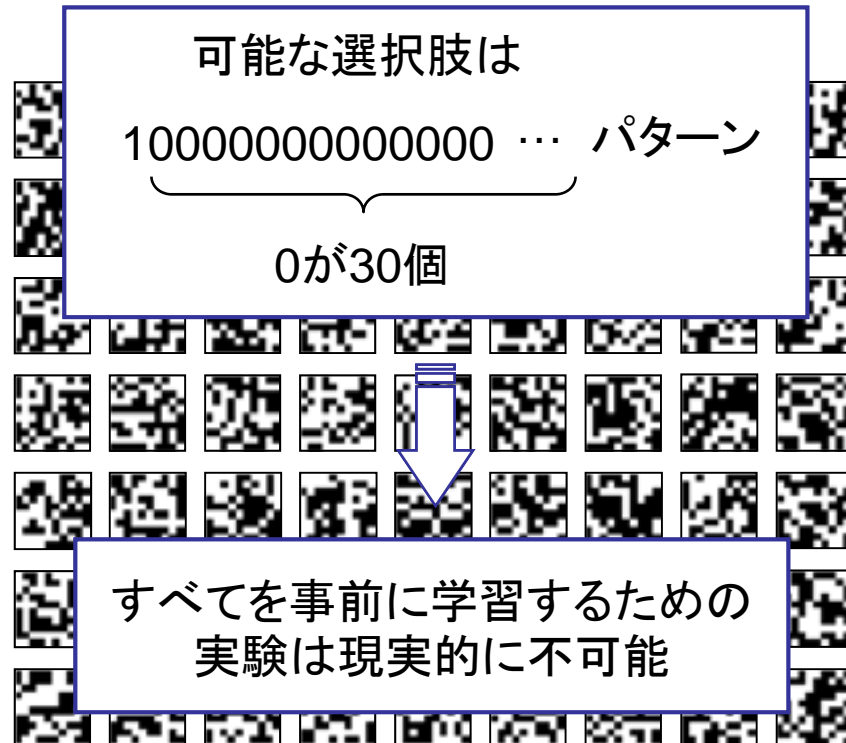 可能な選択肢は
10000000000000 … パターン
0が30個
すべてを事前に学習するための
実験は現実的に不可能